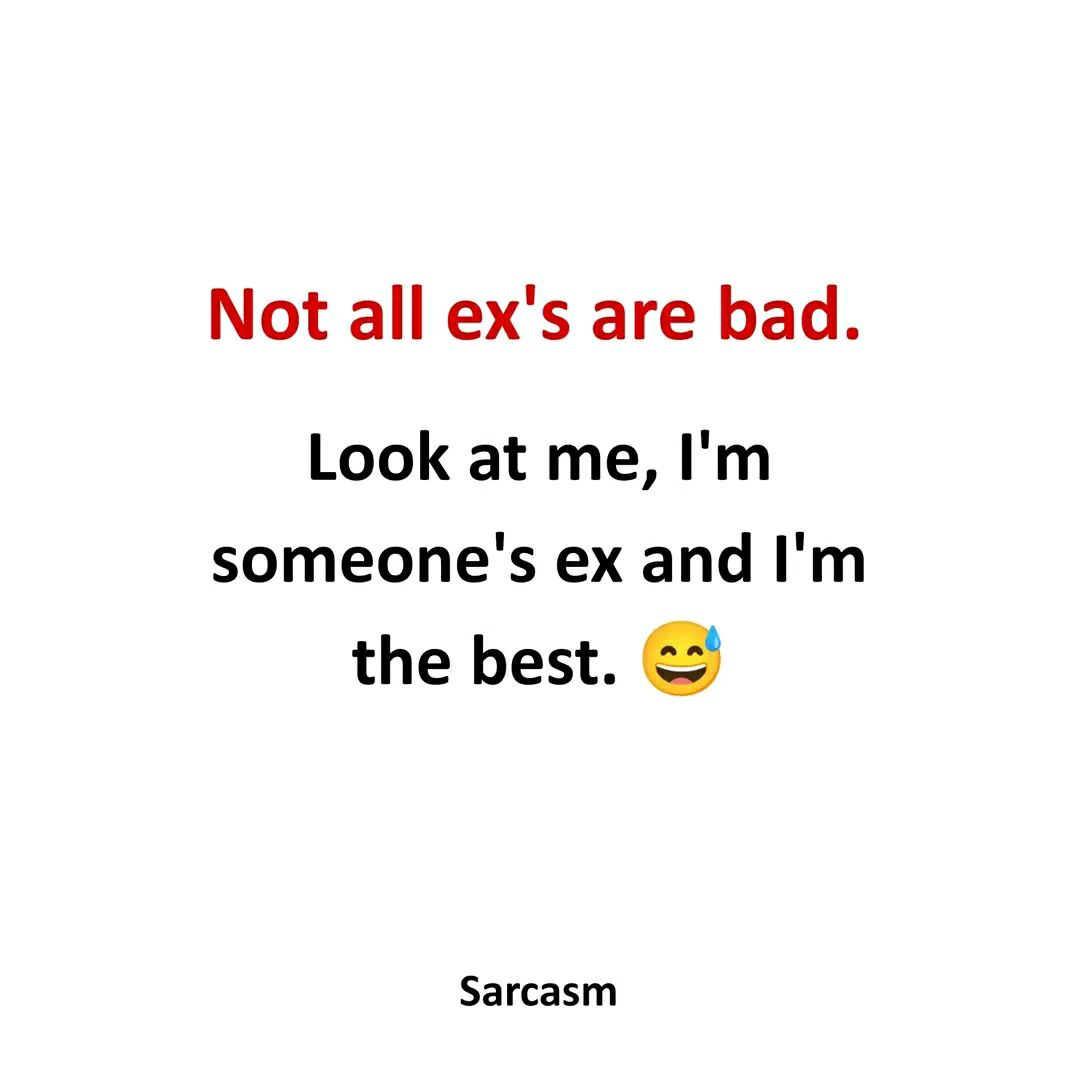 Not all ex's are bad.
Look at me, I'm
someone's ex and I'm
the best. 😅
Sarcasm